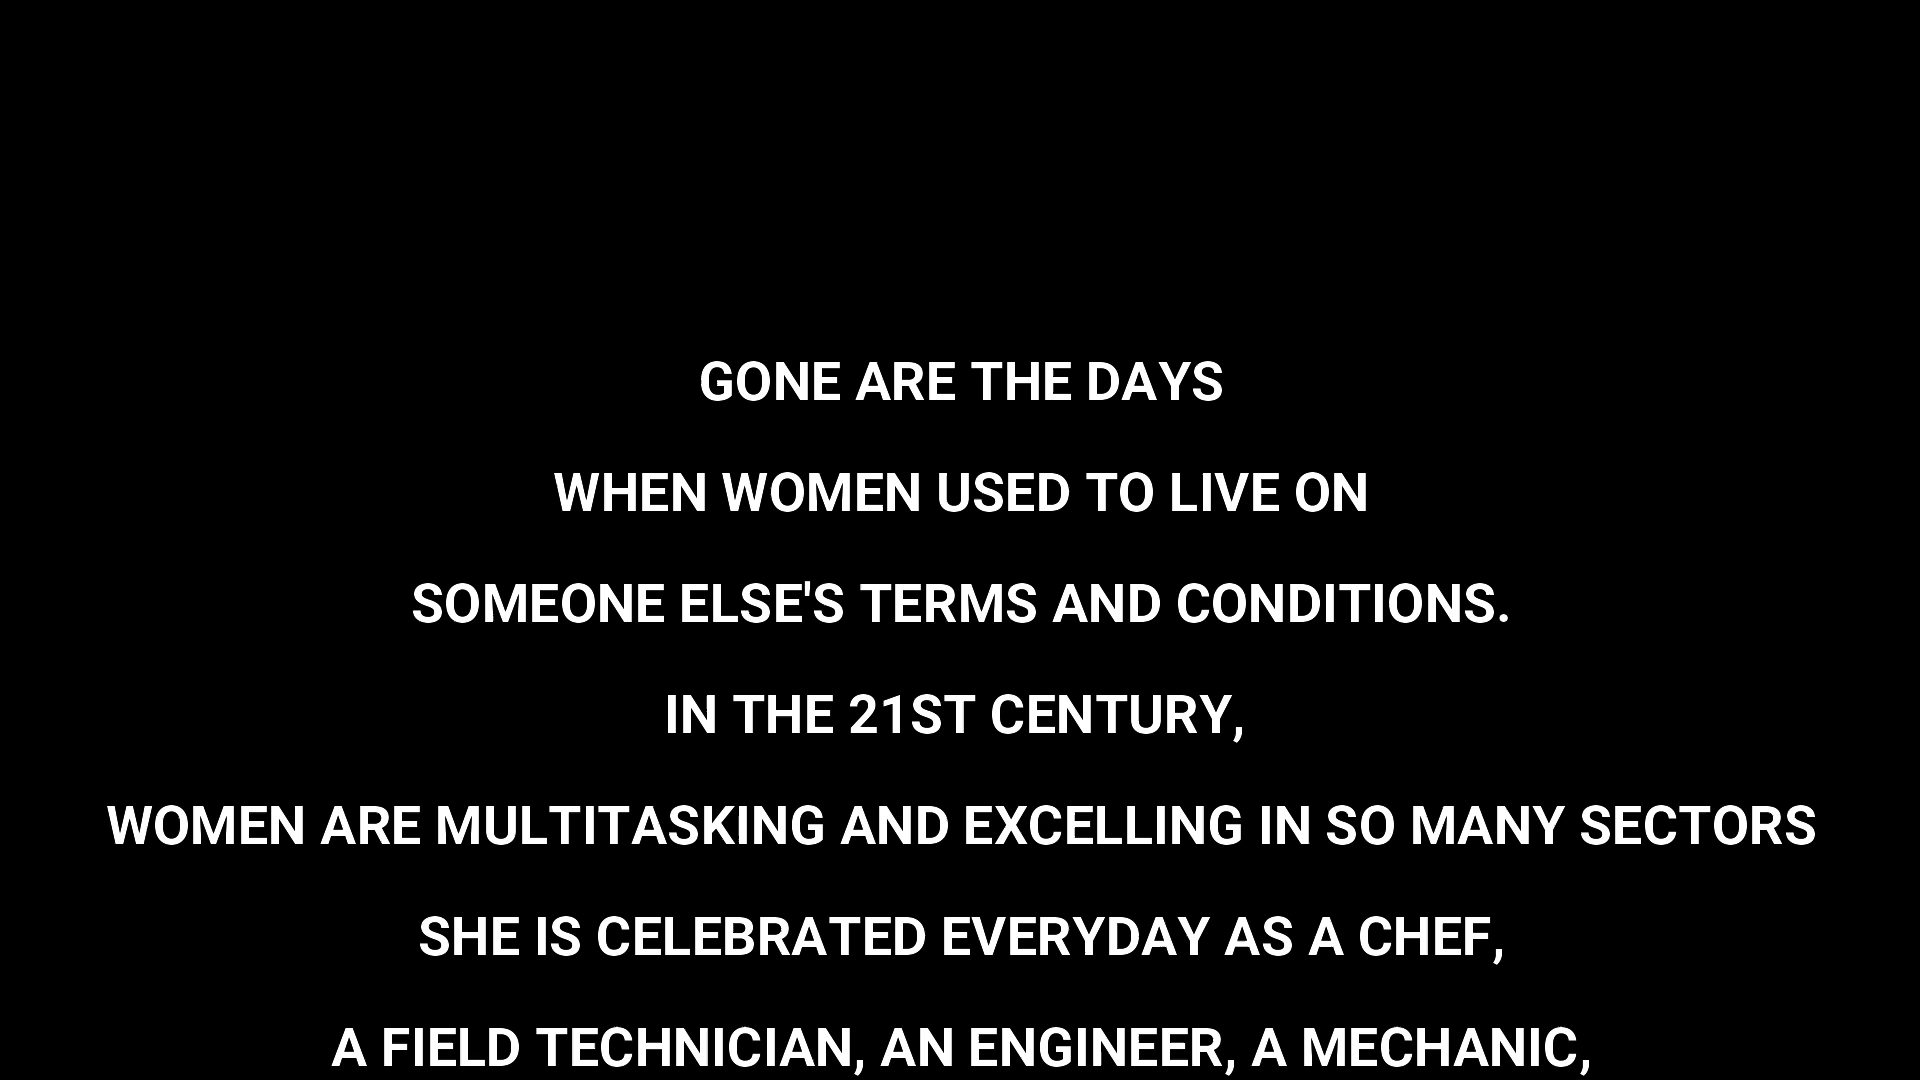 GONE ARE THE DAYS
WHEN WOMEN USED TO LIVE ON
SOMEONE ELSE'S TERMS AND CONDITIONS.
IN THE 21ST CENTURY,
WOMEN ARE MULTITASKING AND EXCELLING IN SO MANY SECTORS
SHE IS CELEBRATED EVERYDAY AS A CHEF,
A FIELD TECHNICIAN, AN ENGINEER, A MECHANIC,